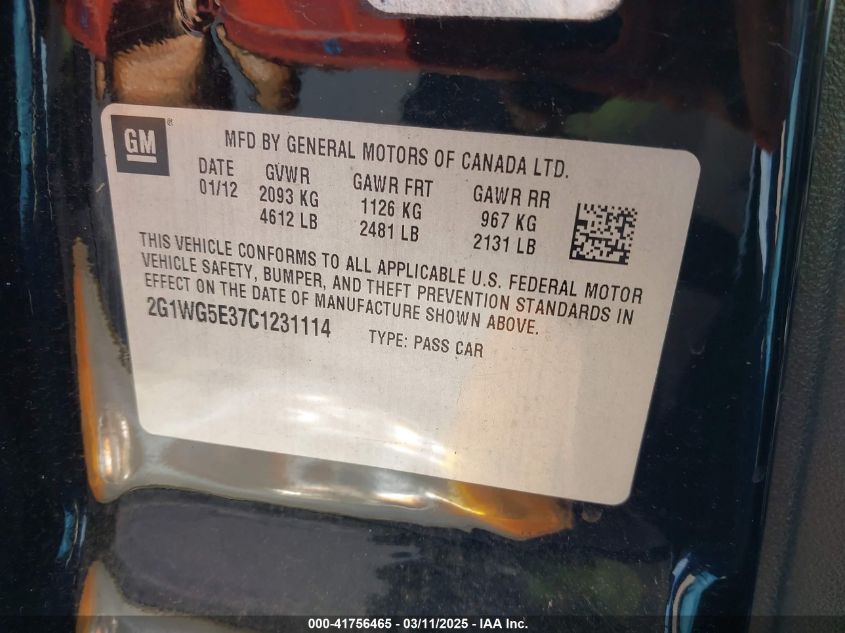 GM®
MFD BY GENERAL MOTORS OF CANADA LTD.
DATE GVWR GAWR FRT GAWR RR
01/12 2093 KG 1126 KG 967 KG
4612 LB 2481 LB 2131 LB
THIS VEHICLE CONFORMS TO ALL APPLICABLE U.S. FEDERAL MOTOR
VEHICLE SAFETY, BUMPER, AND THEFT PREVENTION STANDARDS IN
EFFECT ON THE DATE OF MANUFACTURE SHOWN ABOVE.
2G1WG5E37C1231114 TYPE: PASS CAR
000-41756465 - 03/11/2025 - IAA Inc.